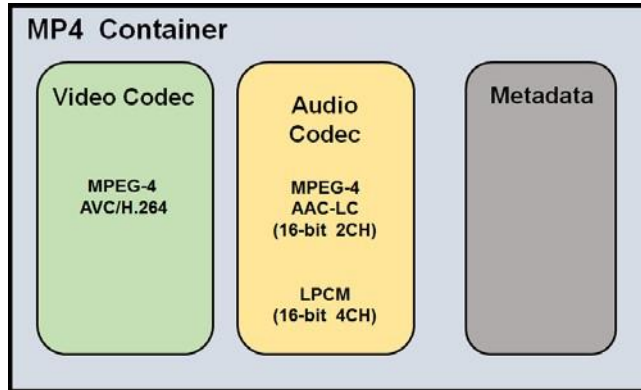 MP4 Container
Video Codec
MPEG-4
AVC/H.264
Audio
Codec
MPEG-4
AAC-LC
(16-bit 2CH)
LPCM
(16-bit 4CH)
Metadata